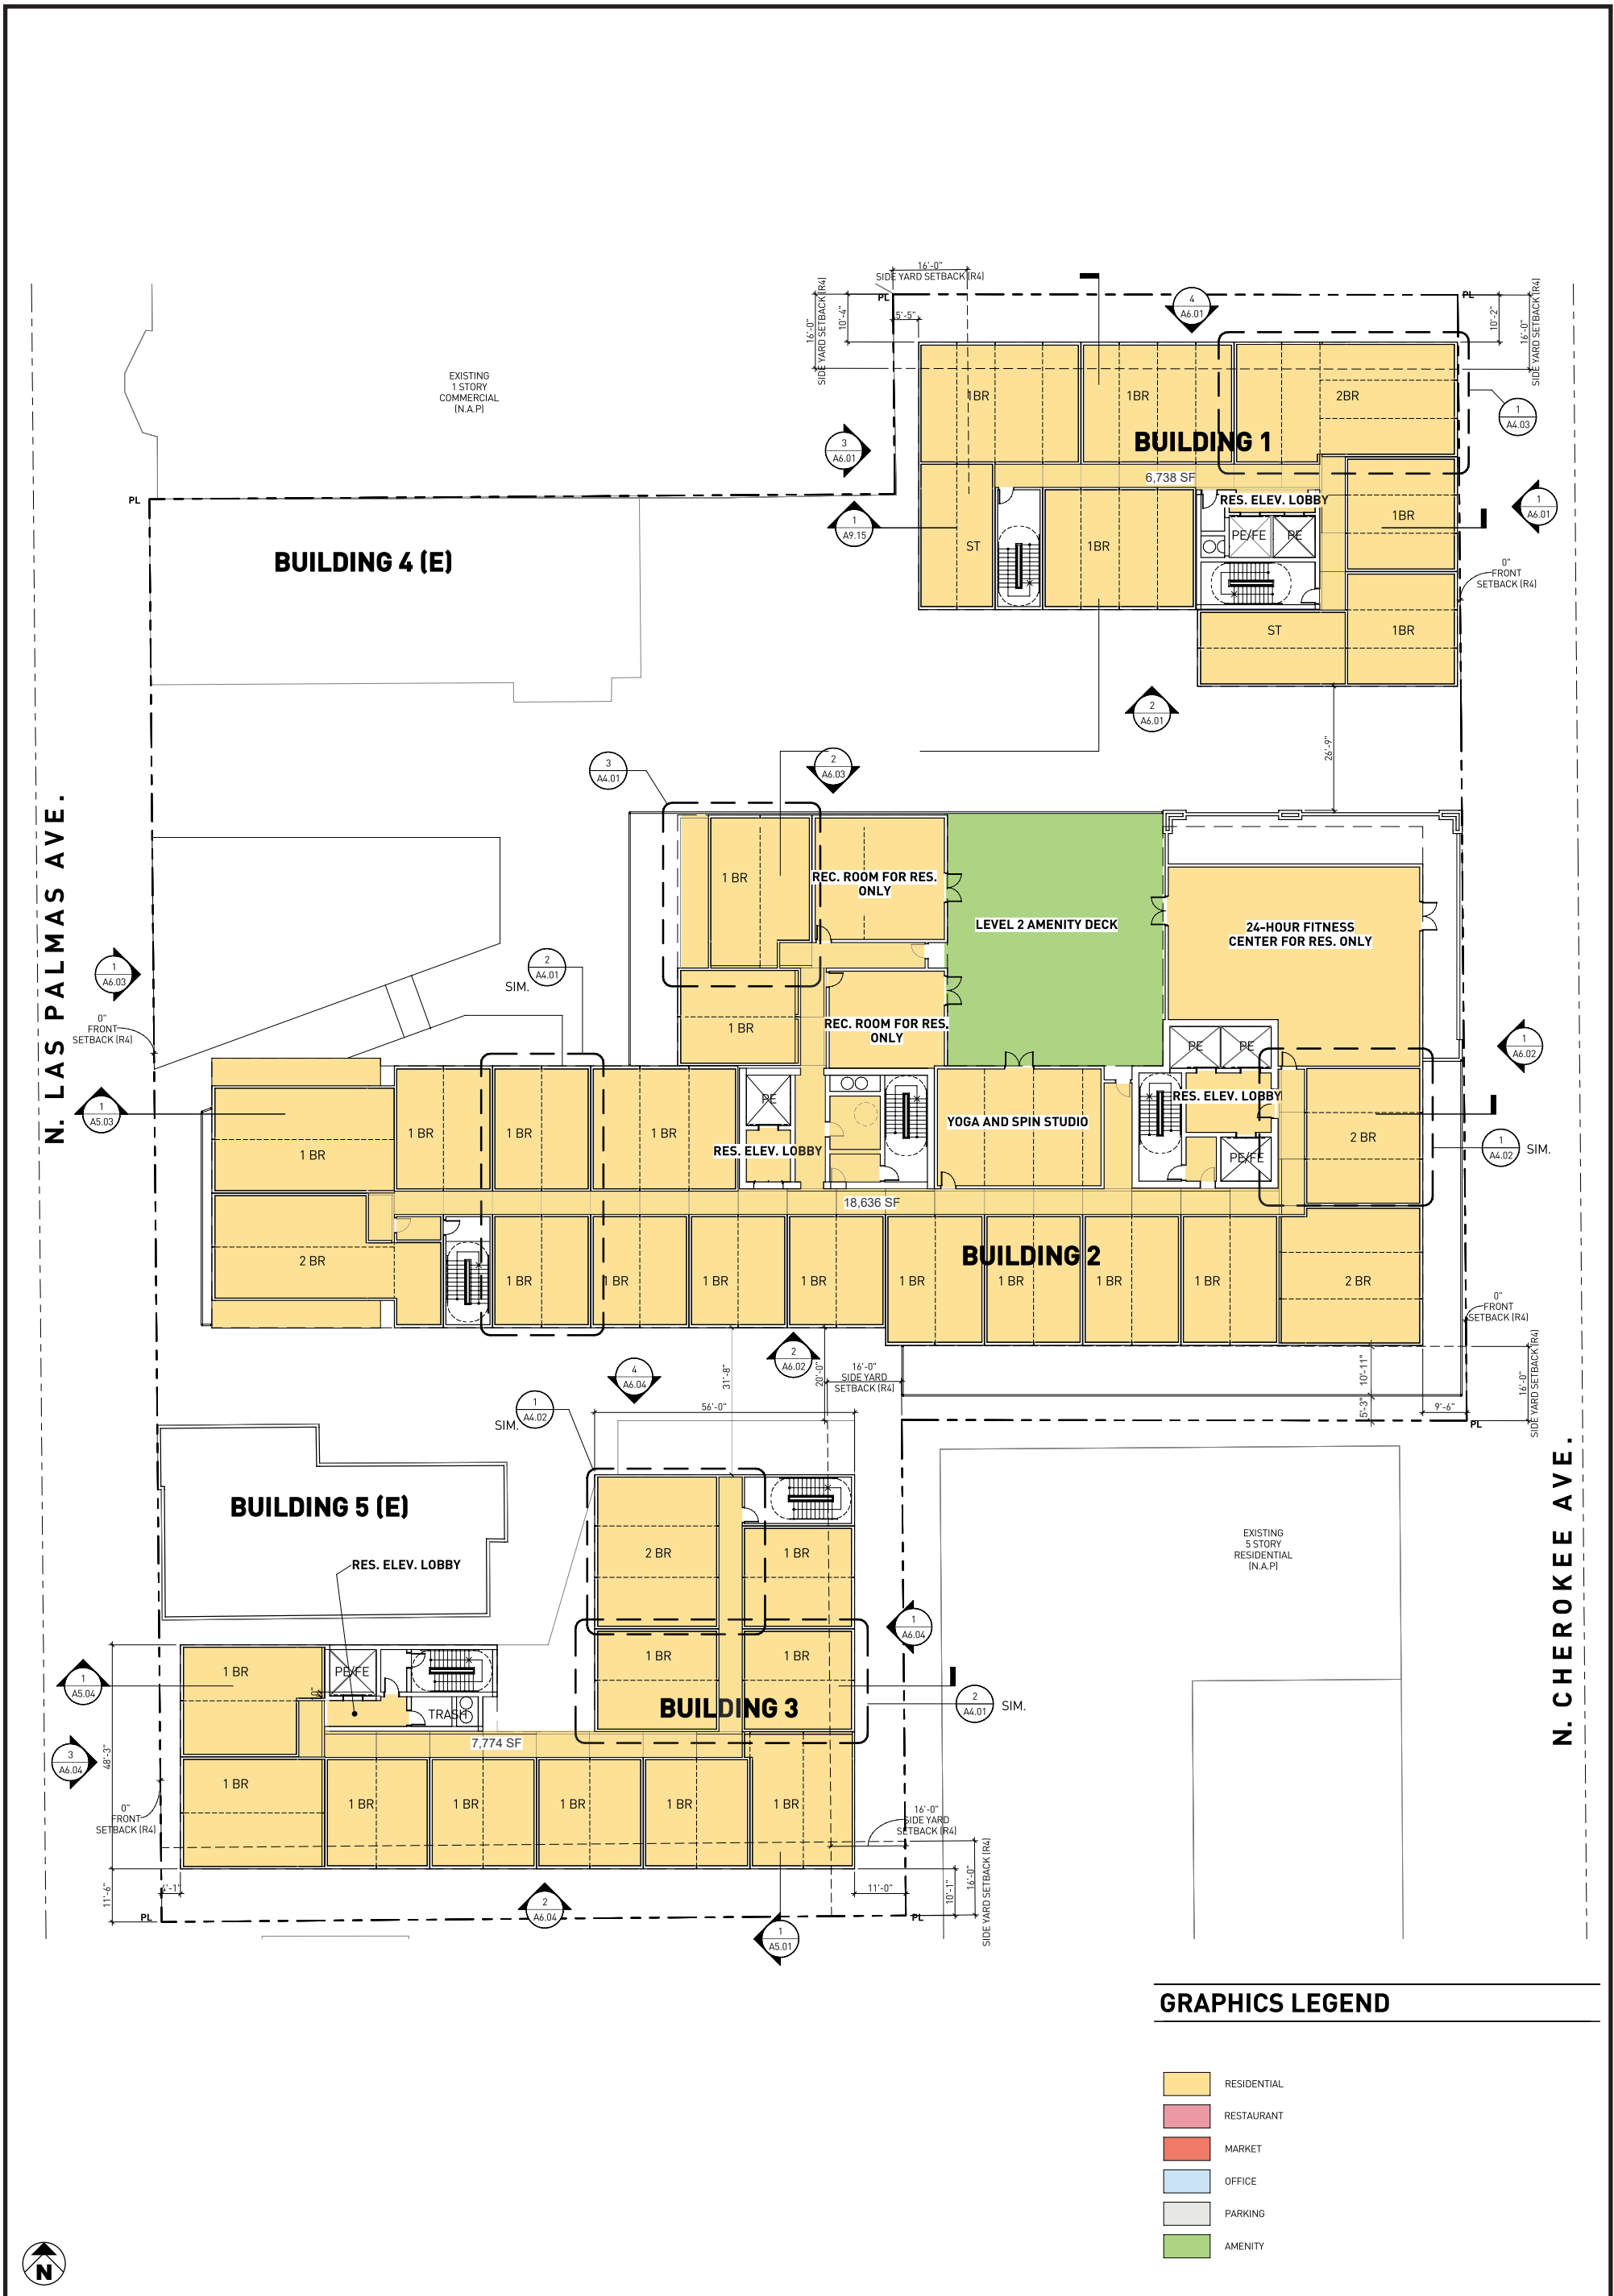 16'-0"
SIDE YARD SETBACK (R4)
PL
PL
16'-0"
SIDE YARD SETBACK (R4)
10'-4"
5'-5"
4
A6.01
10'-2"
16'-0"
SIDE YARD SETBACK (R4)
EXISTING
1 STORY
COMMERCIAL
(N.A.P)
1BR
1BR
2BR
1
A4.03
BUILDING 1
3
A6.01
6,738 SF
PL
RES. ELEV. LOBBY
1
A6.01
1
A9.15
1BR
PE/FE
PE
ST
1BR
BUILDING 4 (E)
0"
FRONT
SETBACK (R4)
ST
1BR
2
A6.01
26'-9"
3
A4.01
2
A6.03
N. LAS PALMAS AVE.
1 BR
REC. ROOM FOR RES.
ONLY
LEVEL 2 AMENITY DECK
24-HOUR FITNESS
CENTER FOR RES. ONLY
1
A6.03
2
A4.01
SIM.
0"
FRONT
SETBACK (R4)
1 BR
REC. ROOM FOR RES.
ONLY
PE
PE
1
A6.02
1
A5.03
PE
RES. ELEV. LOBBY
YOGA AND SPIN STUDIO
1 BR
1 BR
1 BR
1 BR
RES. ELEV. LOBBY
PE/FE
2 BR
1
A4.02
SIM.
18,636 SF
BUILDING 2
2 BR
1 BR
1 BR
1 BR
1 BR
1 BR
1 BR
1 BR
1 BR
2 BR
0"
FRONT
SETBACK (R4)
2
A6.02
4
A6.04
31'-8"
20'-0"
16'-0"
SIDE YARD
SETBACK (R4)
10'-11"
5'-3"
16'-0"
SIDE YARD SETBACK (R4)
9'-6"
PL
1
A4.02
SIM.
56'-0"
N. CHEROKEE AVE.
BUILDING 5 (E)
EXISTING
5 STORY
RESIDENTIAL
(N.A.P)
RES. ELEV. LOBBY
2 BR
1 BR
1
A6.04
1 BR
1 BR
1 BR
PE/FE
1
A5.04
BUILDING 3
2
A4.01
SIM.
TRASH
7,774 SF
3
A6.04
48'-3"
1 BR
1 BR
1 BR
1 BR
1 BR
1 BR
0"
FRONT
SETBACK (R4)
16'-0"
SIDE YARD
SETBACK (R4)
11'-6"
11'-0"
10'-1"
16'-0"
SIDE YARD SETBACK (R4)
PL
2
A6.04
PL
1
A5.01
GRAPHICS LEGEND
RESIDENTIAL
RESTAURANT
MARKET
OFFICE
PARKING
AMENITY
N